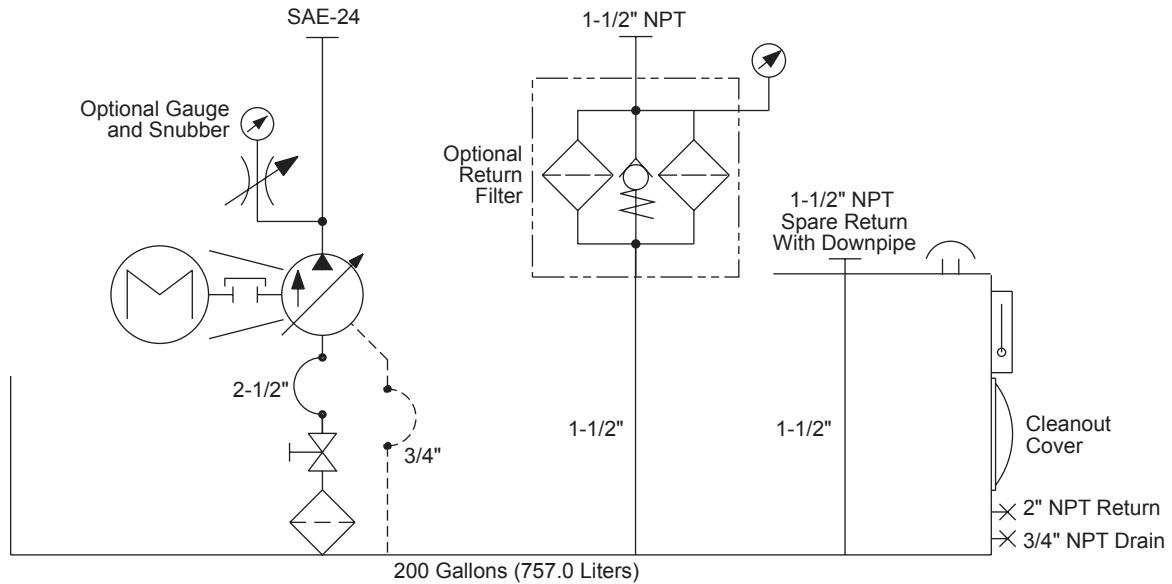 SAE-24
1-1/2" NPT
Optional Gauge
and Snubber
Optional
Return
Filter
1-1/2" NPT
Spare Return
With Downpipe
M
2-1/2"
3/4"
1-1/2"
1-1/2"
Cleanout
Cover
2" NPT Return
3/4" NPT Drain
200 Gallons (757.0 Liters)